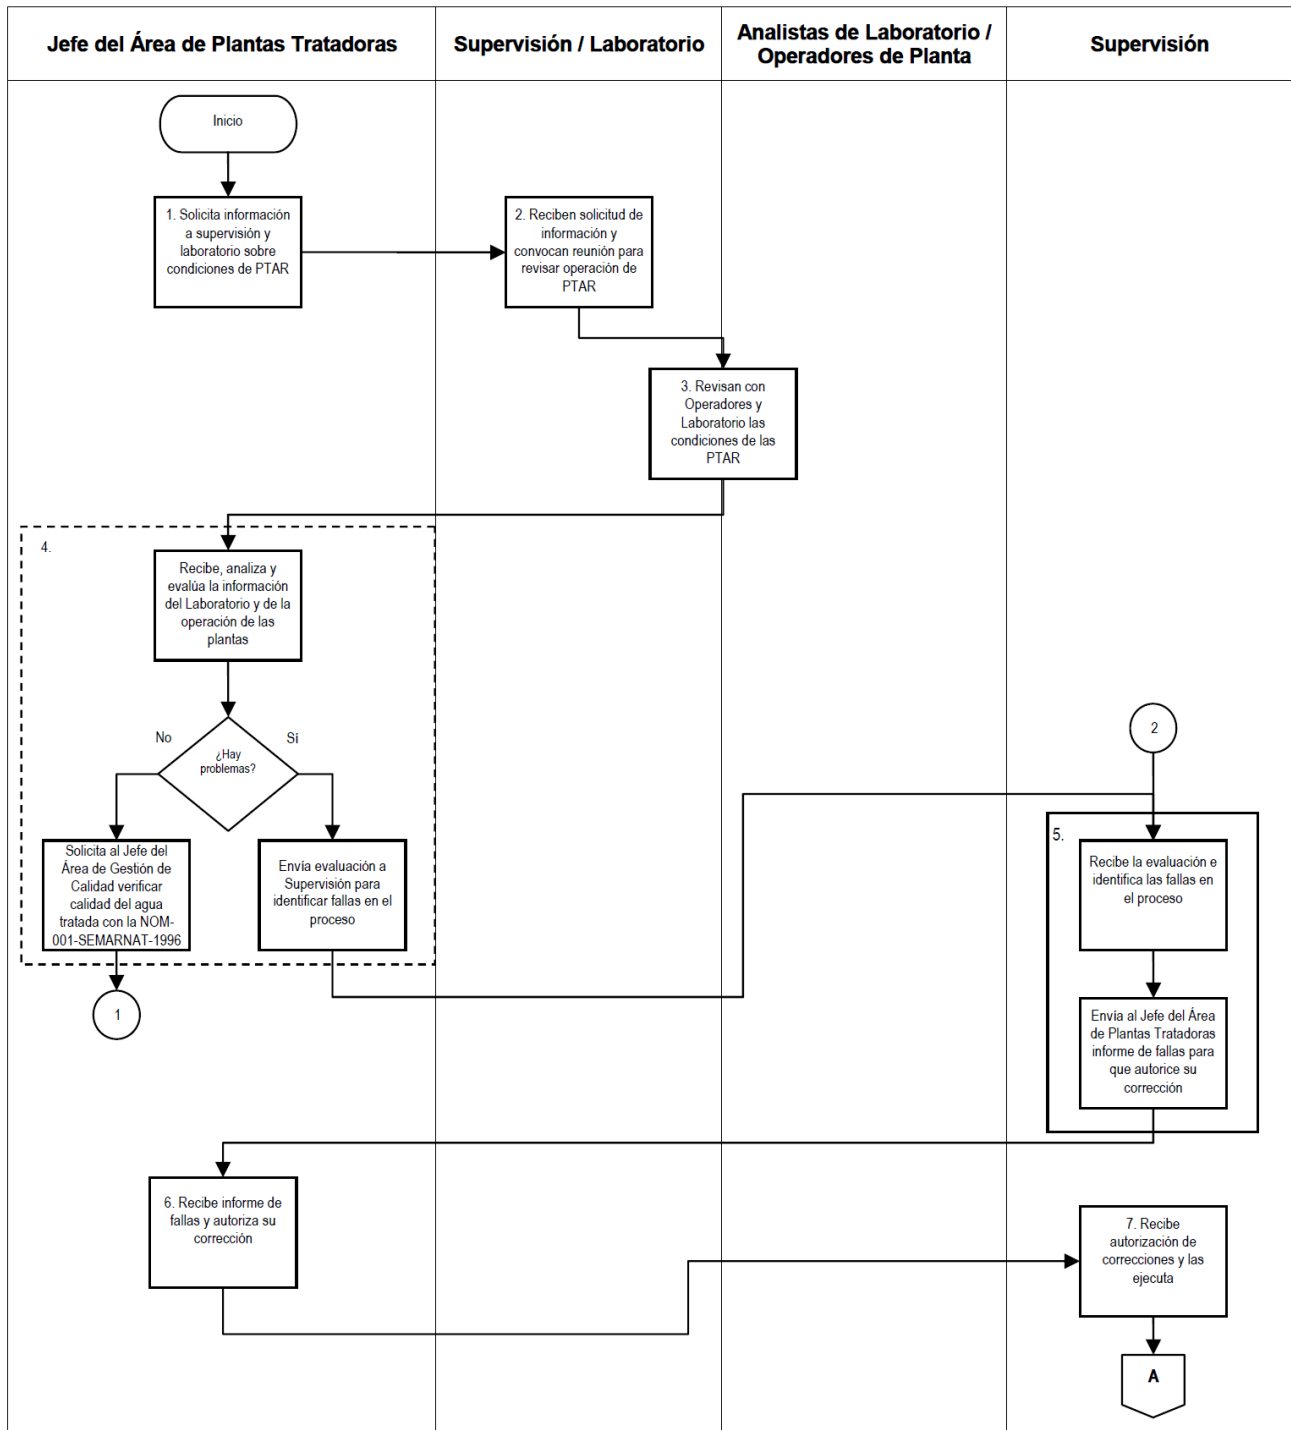 Jefe del Área de Plantas Tratadoras
Supervisión / Laboratorio
Analistas de Laboratorio /
Operadores de Planta
Supervisión
Inicio
1. Solicita información
a supervisión y
laboratorio sobre
condiciones de PTAR
2. Reciben solicitud de
información y
convocan reunión para
revisar operación de
PTAR
3. Revisan con
Operadores y
Laboratorio las
condiciones de las
PTAR
4.
Recibe, analiza y
evalúa la información
del Laboratorio y de la
operación de las
plantas
¿Hay
problemas?
No
Sí
Solicita al Jefe del
Área de Gestión de
Calidad verificar
calidad del agua
tratada con la NOM-
001-SEMARNAT-1996
Envía evaluación a
Supervisión para
identificar fallas en el
proceso
1
2
5.
Recibe la evaluación e
identifica las fallas en
el proceso
Envía al Jefe del Área
de Plantas Tratadoras
informe de fallas para
que autorice su
corrección
6. Recibe informe de
fallas y autoriza su
corrección
7. Recibe
autorización de
correcciones y las
ejecuta
A